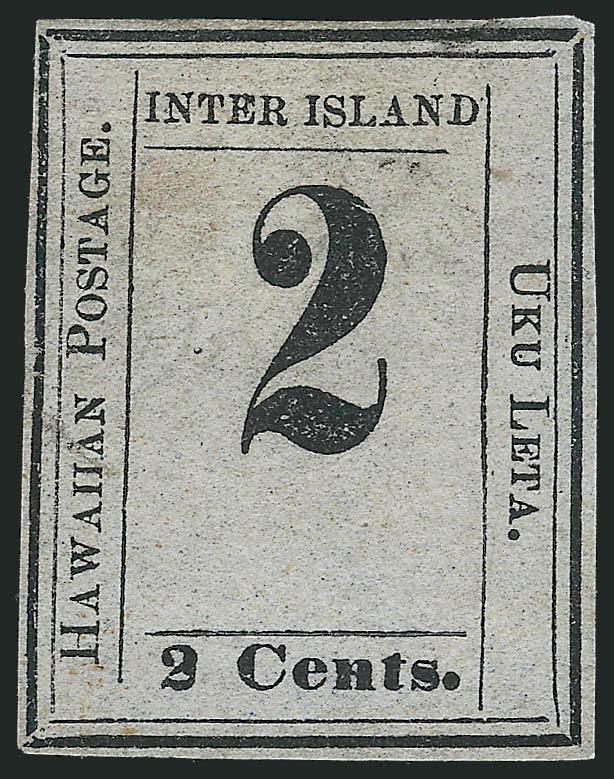 INTER ISLAND
HAWAIIAN POSTAGE.
2
UKU LETA.
2 Cents.